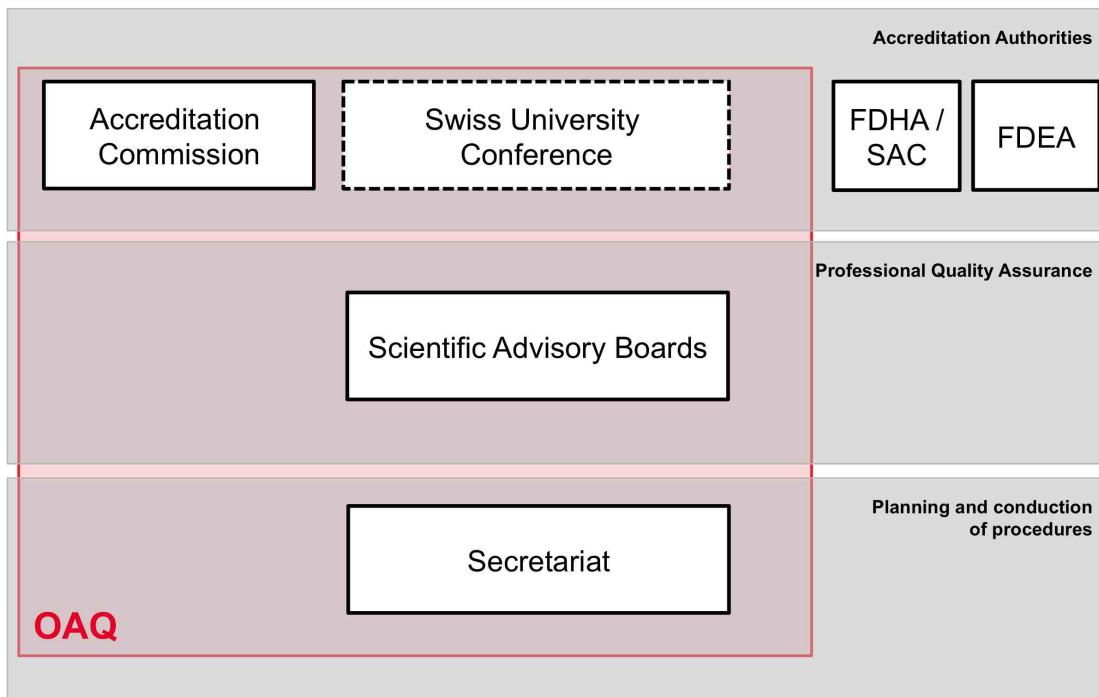 Accreditation Authorities
Accreditation
Commission
Swiss University
Conference
FDHA /
SAC
FDEA
Professional Quality Assurance
Scientific Advisory Boards
Planning and conduction
of procedures
Secretariat
OAQ